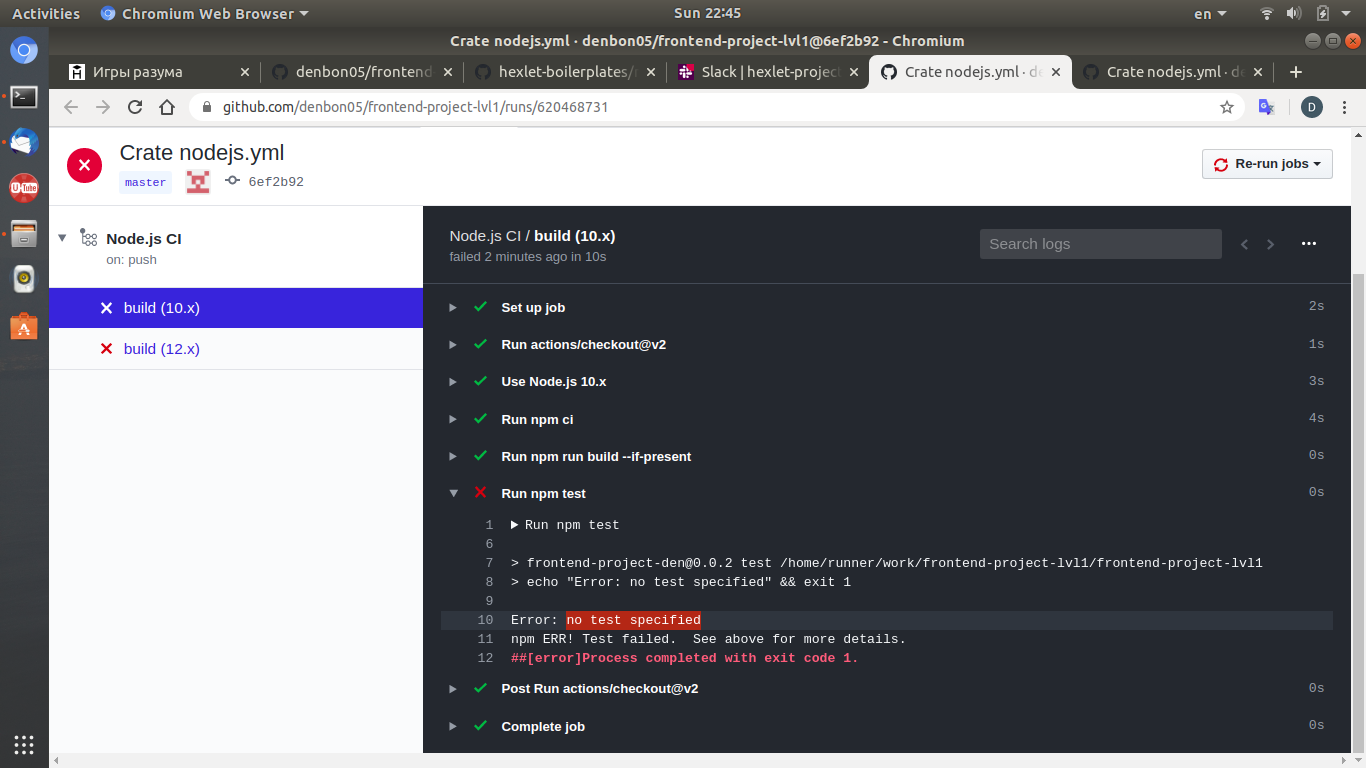 Activities
Chromium Web Browser
Sun 22:45
en
Crate nodejs.yml · denbon05/frontend-project-lvl1@6ef2b92 - Chromium
Игры разума
denbon05/frontend
hexlet-boilerplates/
Slack | hexlet-projec
Crate nodejs.yml · de
Crate nodejs.yml · de
github.com/denbon05/frontend-project-lvl1/runs/620468731
D
Crate nodejs.yml
master
6ef2b92
Re-run jobs
Node.js CI
on: push
build (10.x)
build (12.x)
Node.js CI / build (10.x)
failed 2 minutes ago in 10s
Search logs
Set up job 2s
Run actions/checkout@v2 1s
Use Node.js 10.x 3s
Run npm ci 4s
Run npm run build --if-present 0s
Run npm test 0s
1 Run npm test
6
7 > frontend-project-den@0.0.2 test /home/runner/work/frontend-project-lvl1/frontend-project-lvl1
8 > echo "Error: no test specified" && exit 1
9
10 Error: no test specified
11 npm ERR! Test failed.  See above for more details.
12 ##[error]Process completed with exit code 1.
Post Run actions/checkout@v2 0s
Complete job 0s